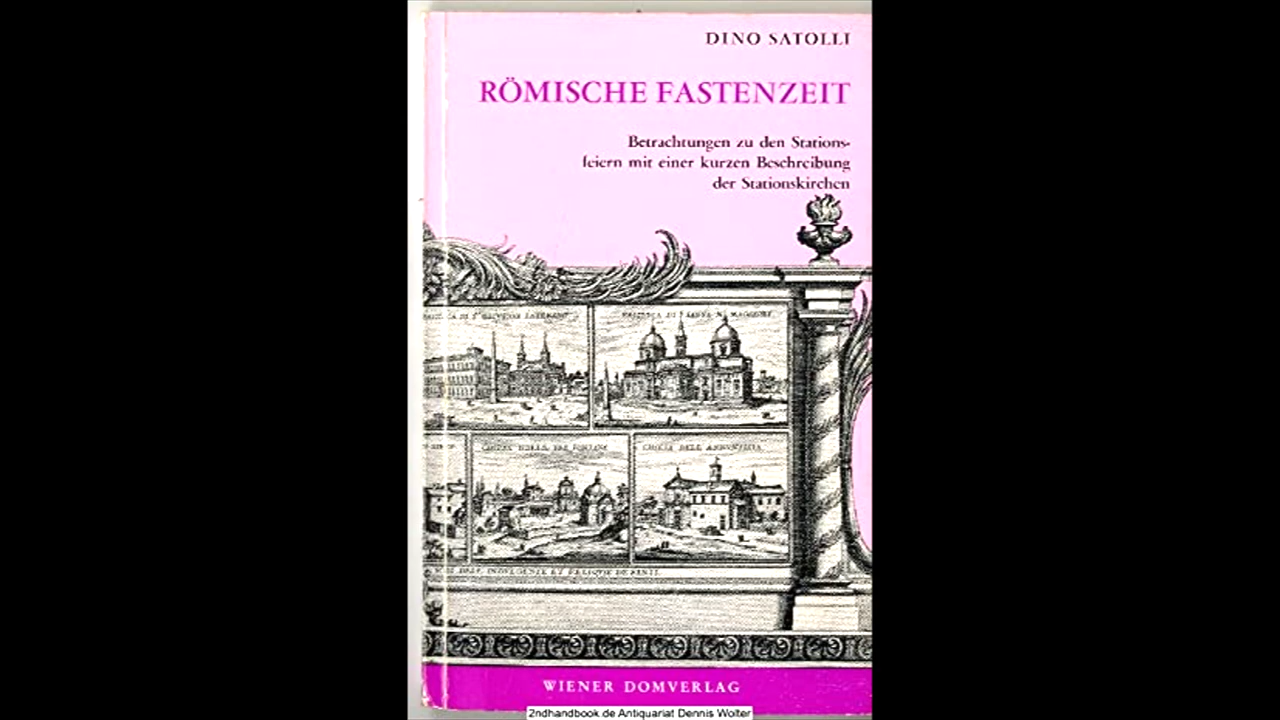 DINO SATOLLI
RÖMISCHE FASTENZEIT
Betrachtungen zu den Stations-
feiern mit einer kurzen Beschreibung
der Stationskirchen
WIENER DOMVERLAG
2ndhandbook.de Antiquariat Dennis Wolter